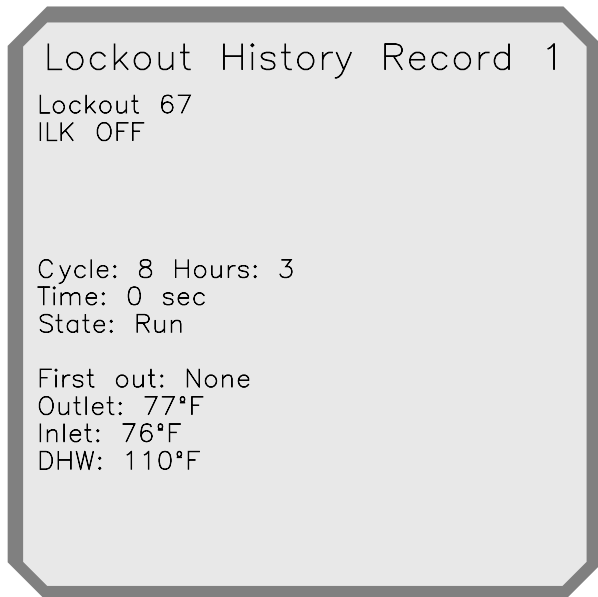 Lockout History Record 1
Lockout 67
ILK OFF
Cycle: 8 Hours: 3
Time: 0 sec
State: Run
First out: None
Outlet: 77°F
Inlet: 76°F
DHW: 110°F